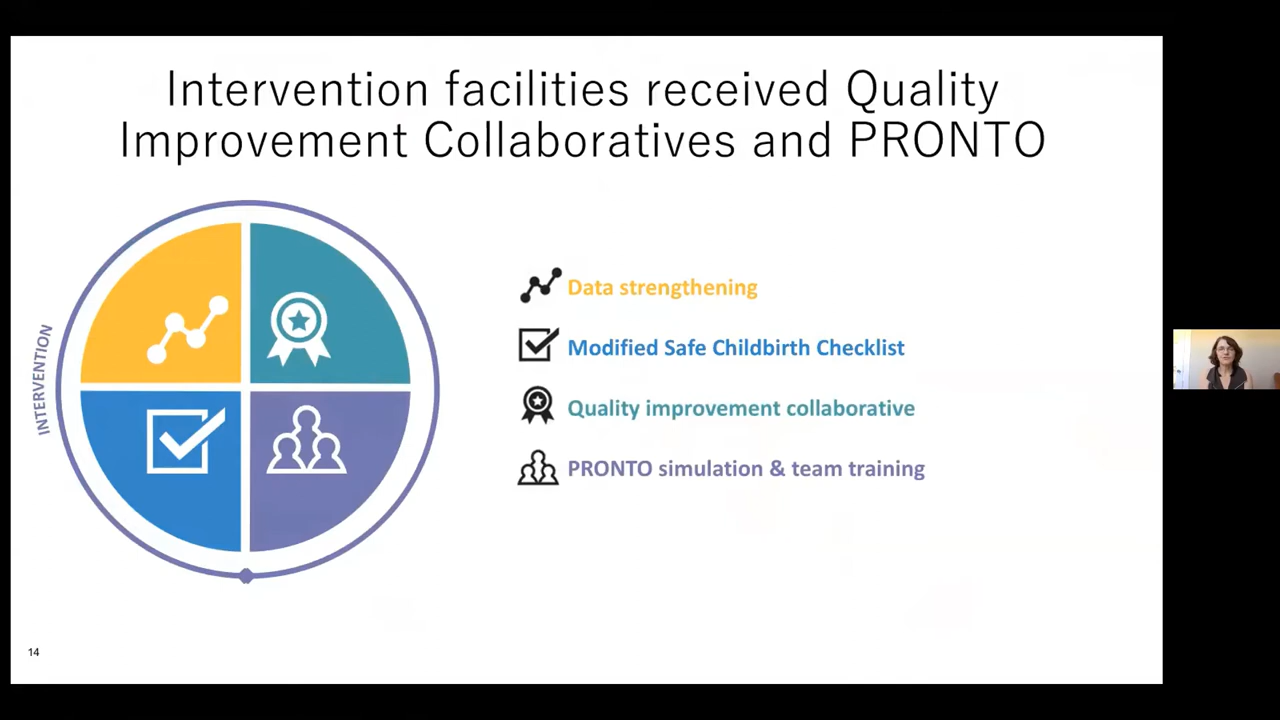 Intervention facilities received Quality
Improvement Collaboratives and PRONTO
INTERVENTION
Data strengthening
Modified Safe Childbirth Checklist
Quality improvement collaborative
PRONTO simulation & team training
14